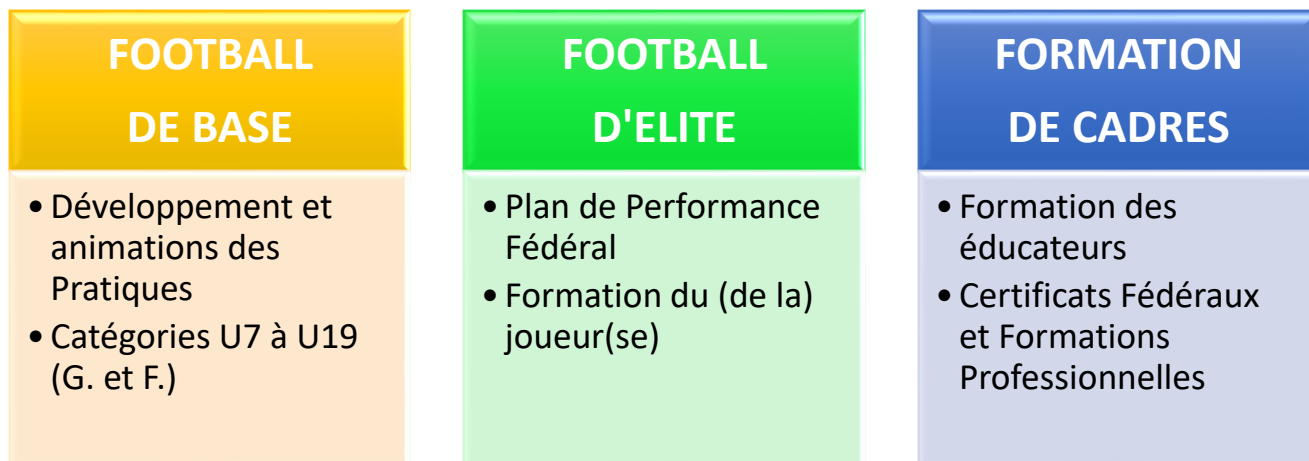 FOOTBALL
DE BASE
• Développement et
animations des
Pratiques
• Catégories U7 à U19
(G. et F.)
FOOTBALL
D'ELITE
• Plan de Performance
Fédéral
• Formation du (de la)
joueur(se)
FORMATION
DE CADRES
• Formation des
éducateurs
• Certificats Fédéraux
et Formations
Professionnelles